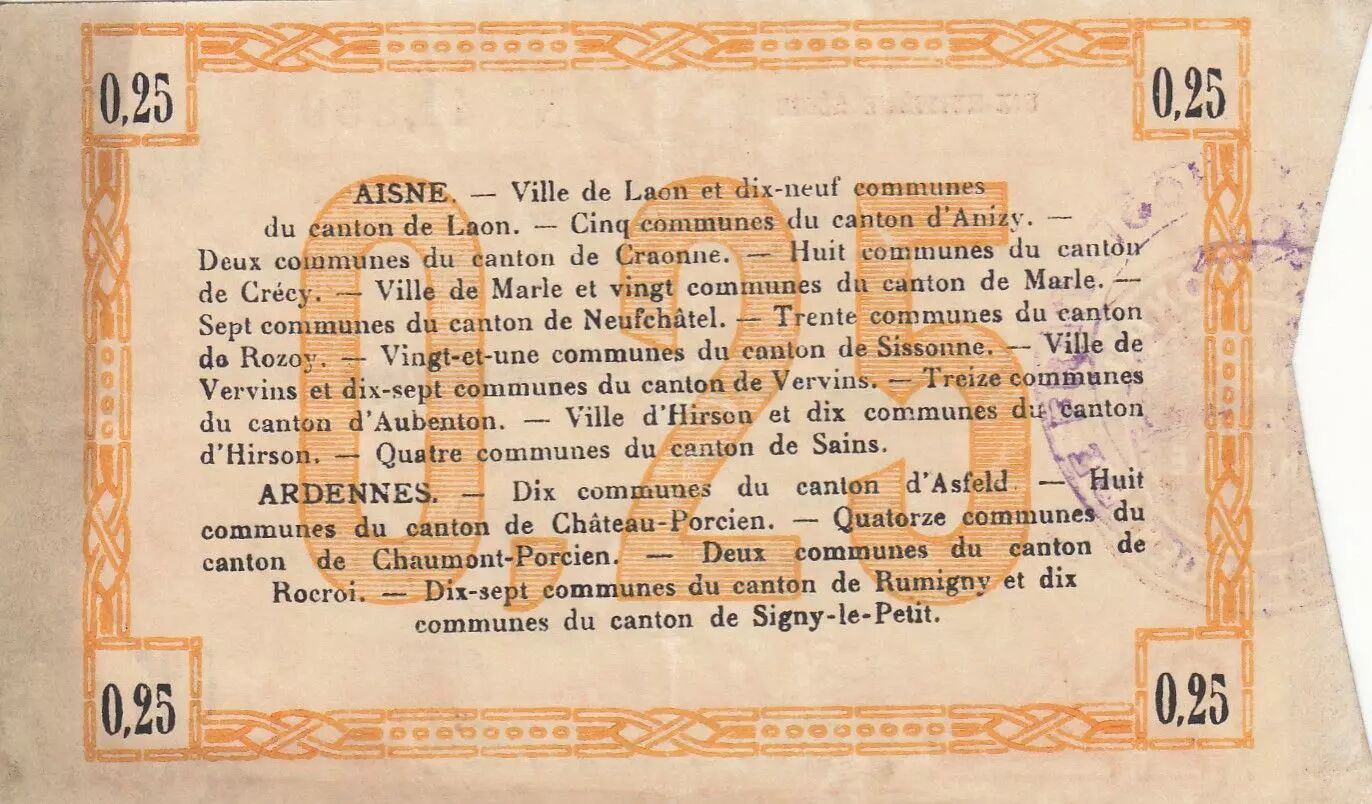 0,25
0,25
AISNE. — Ville de Laon et dix-neuf communes
du canton de Laon. — Cinq communes du canton d'Anizy. —
Deux communes du canton de Craonne. — Huit communes du canton
de Crécy. — Ville de Marle et vingt communes du canton de Marle. —
Sept communes du canton de Neufchâtel. — Trente communes du canton
de Rozoy. — Vingt-et-une communes du canton de Sissonne. — Ville de
Vervins et dix-sept communes du canton de Vervins. — Treize communes
du canton d'Aubenton. — Ville d'Hirson et dix communes du canton
d'Hirson. — Quatre communes du canton de Sains.
ARDENNES. — Dix communes du canton d'Asfeld. — Huit
communes du canton de Château-Porcien. — Quatorze communes du
canton de Chaumont-Porcien. — Deux communes du canton de
Rocroi. — Dix-sept communes du canton de Rumigny et dix
communes du canton de Signy-le-Petit.
0,25
0,25
0,25